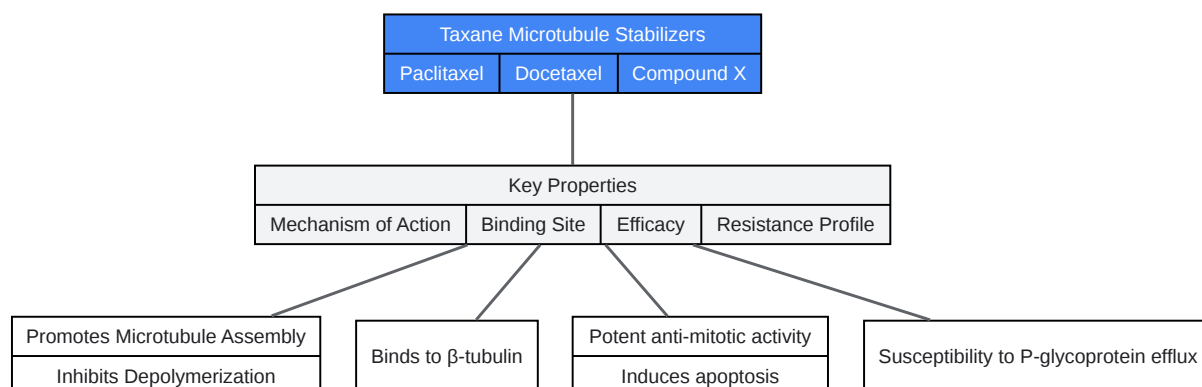 Taxane Microtubule Stabilizers
Paclitaxel Docetaxel Compound X
Key Properties
Mechanism of Action Binding Site Efficacy Resistance Profile
Promotes Microtubule Assembly
Inhibits Depolymerization
Binds to β-tubulin
Potent anti-mitotic activity
Induces apoptosis
Susceptibility to P-glycoprotein efflux